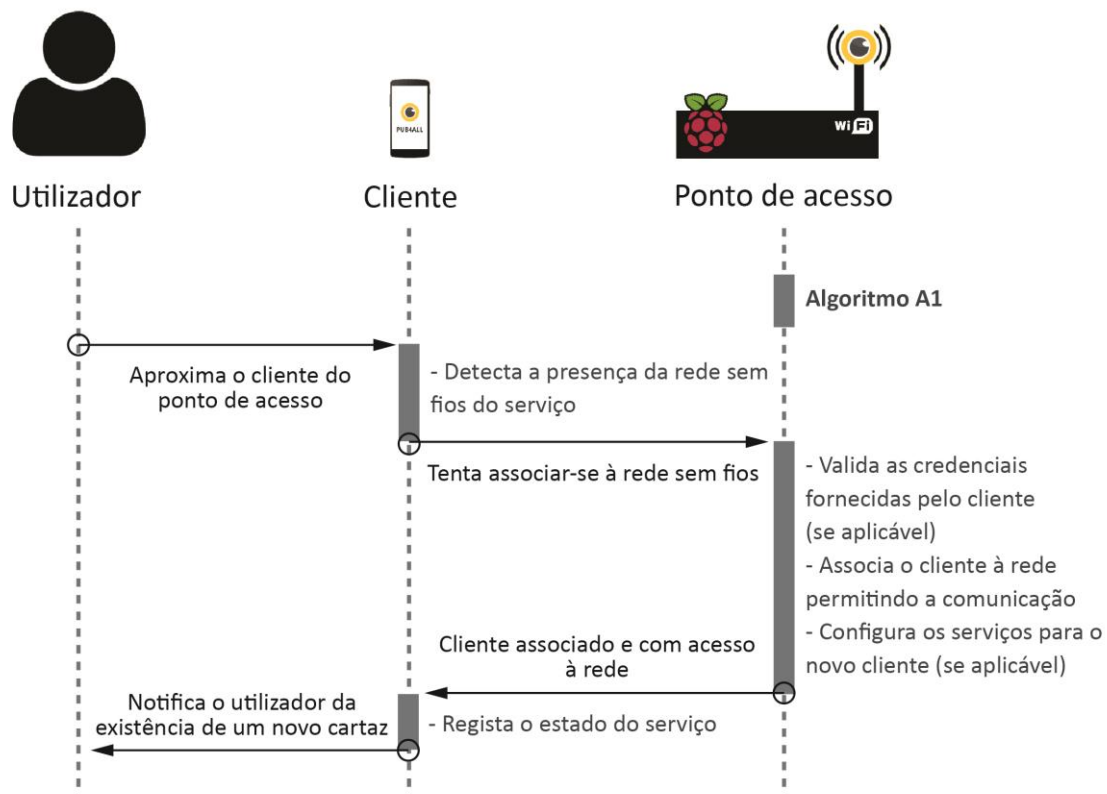 PUB4ALL
Wi Fi
Utilizador
Cliente
Ponto de acesso
Algoritmo A1
Aproxima o cliente do
ponto de acesso
- Detecta a presença da rede sem
fios do serviço
Tenta associar-se à rede sem fios
- Valida as credenciais
fornecidas pelo cliente
(se aplicável)
- Associa o cliente à rede
permitindo a comunicação
- Configura os serviços para o
novo cliente (se aplicável)
Cliente associado e com acesso
à rede
Notifica o utilizador da
existência de um novo cartaz
- Regista o estado do serviço